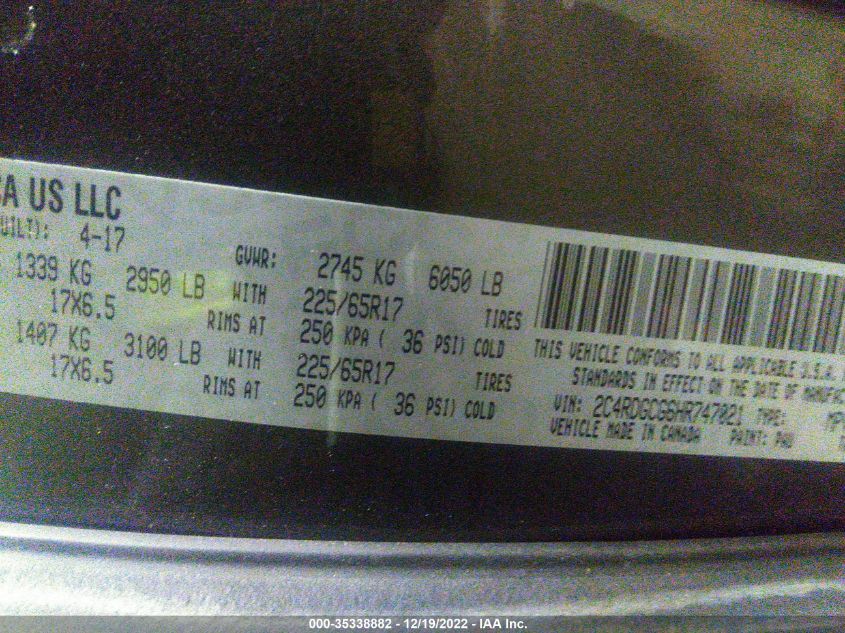 CA US LLC
UILT): 4-17
GVWR: 2745 KG 6050 LB
1339 KG 2950 LB WITH 225/65R17 TIRES
17X6.5 RIMS AT 250 KPA ( 36 PSI) COLD
1407 KG 3100 LB WITH 225/65R17 TIRES
17X6.5 RIMS AT 250 KPA ( 36 PSI) COLD
THIS VEHICLE CONFORMS TO ALL APPLICABLE U.S.A.
STANDARDS IN EFFECT ON THE DATE OF MANUFAC
VIN: 2C4RDGCG6HR747021 TYPE: MPV
VEHICLE MADE IN CANADA PAINT: PAU
000-35338882 - 12/19/2022 - IAA Inc.